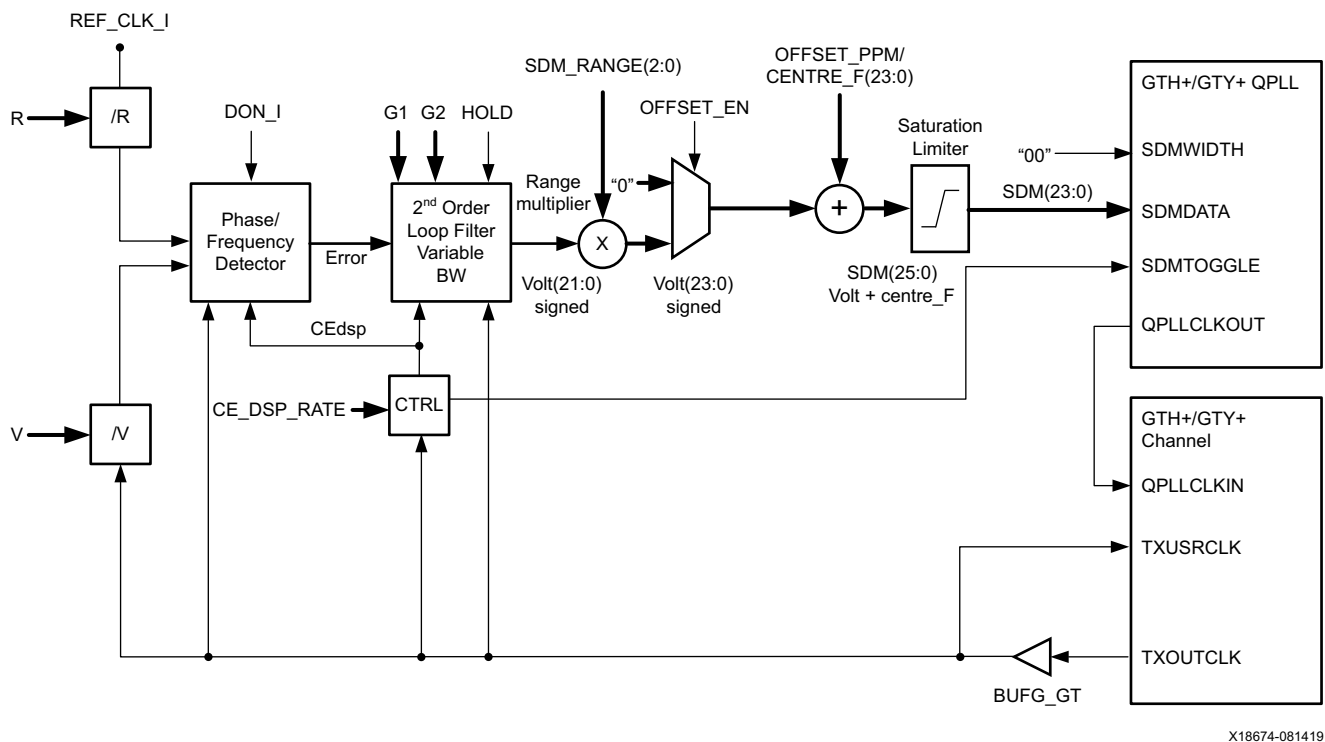 REF_CLK_I
R
/R
DON_I
G1
G2
HOLD
SDM_RANGE(2:0)
OFFSET_EN
OFFSET_PPM/
CENTRE_F(23:0)
GTH+/GTY+ QPLL
Phase/
Frequency
Detector
Error
2nd Order
Loop Filter
Variable
BW
Range
multiplier
X
“0”
+
Saturation
Limiter
“00”
SDMWIDTH
SDM(23:0)
SDMDATA
SDMTOGGLE
QPLLCLKOUT
Volt(21:0)
signed
Volt(23:0)
signed
SDM(25:0)
Volt + centre_F
CEdsp
CE_DSP_RATE
CTRL
V
/V
GTH+/GTY+
Channel
QPLLCLKIN
TXUSRCLK
TXOUTCLK
BUFG_GT
X18674-081419